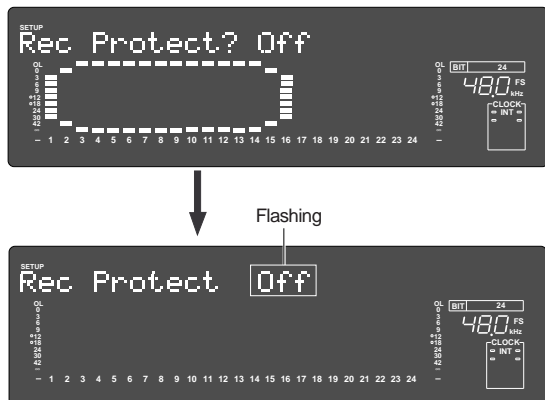 SETUP
Rec Protect? Off
OL
0
3
6
9
12
18
24
30
42
–
– 1 2 3 4 5 6 7 8 9 10 11 12 13 14 15 16 17 18 19 20 21 22 23 24 –
OL
0
3
6
9
12
18
24
30
42
–
BIT 24
48.0 FS
kHz
CLOCK
INT
Flashing
SETUP
Rec Protect Off
OL
0
3
6
9
12
18
24
30
42
–
– 1 2 3 4 5 6 7 8 9 10 11 12 13 14 15 16 17 18 19 20 21 22 23 24 –
OL
0
3
6
9
12
18
24
30
42
–
BIT 24
48.0 FS
kHz
CLOCK
INT